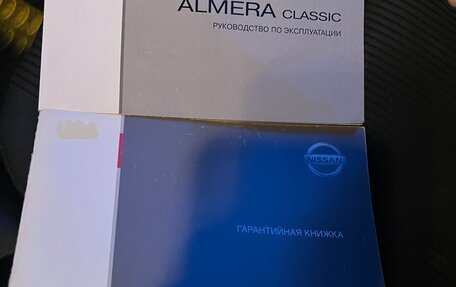 ALMERA CLASSIC
РУКОВОДСТВО ПО ЭКСПЛУАТАЦИИ
NISSAN
ГАРАНТИЙНАЯ КНИЖКА